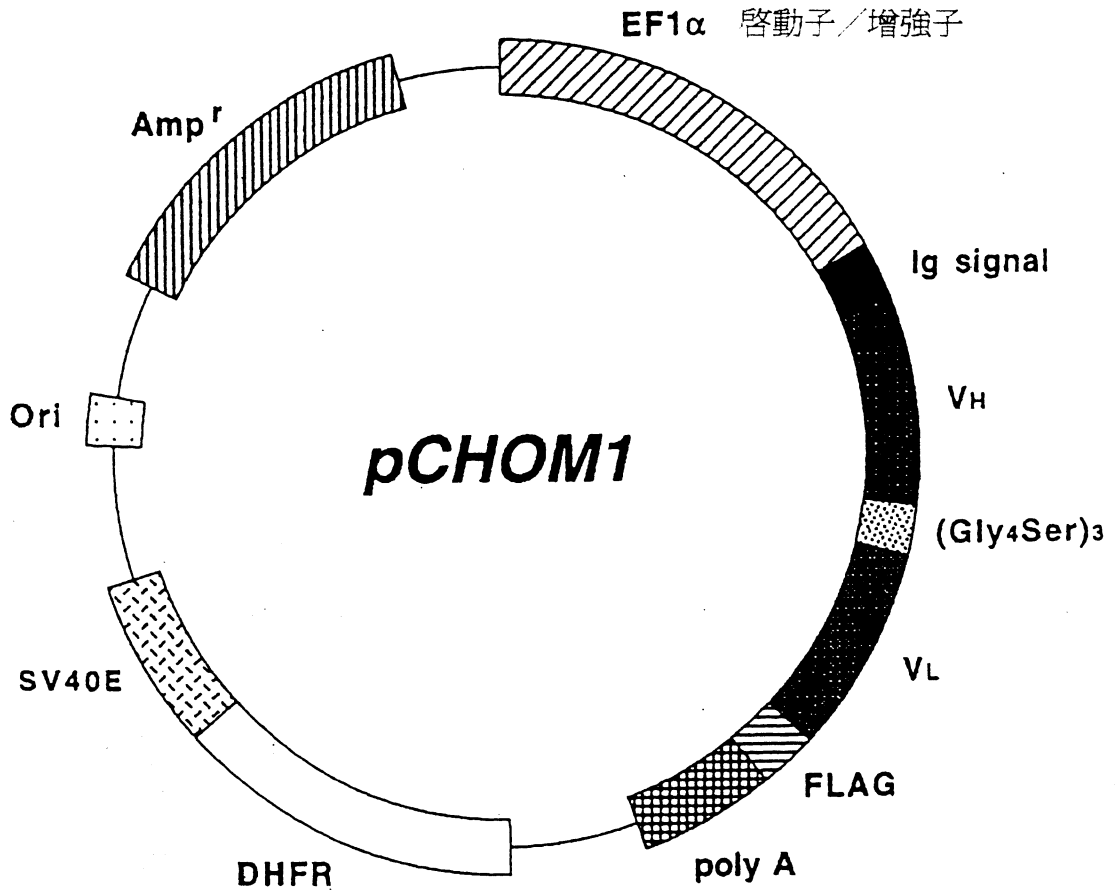 EF1α 啓動子／增強子
Amp r
Ig signal
VH
Ori
pCHOM1
(Gly4Ser)3
SV40E
VL
FLAG
DHFR
poly A